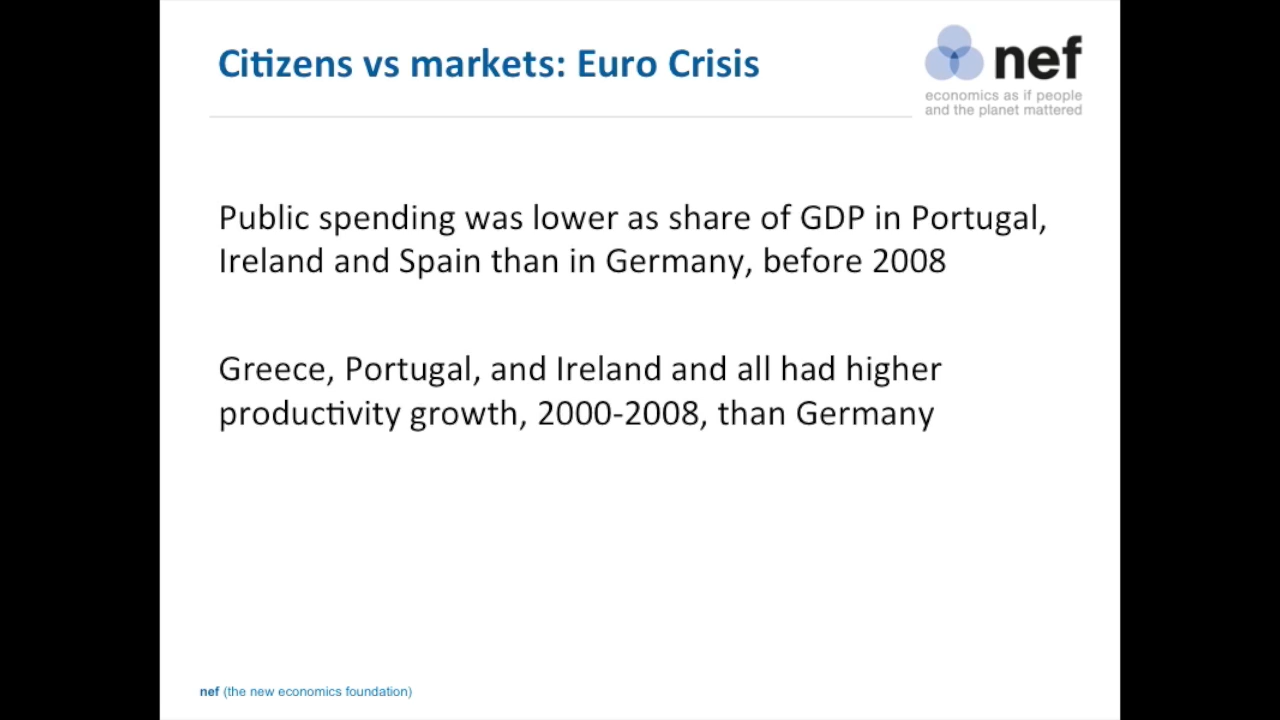 Citizens vs markets: Euro Crisis
nef
economics as if people
and the planet mattered
Public spending was lower as share of GDP in Portugal,
Ireland and Spain than in Germany, before 2008
Greece, Portugal, and Ireland and all had higher
productivity growth, 2000-2008, than Germany
nef (the new economics foundation)